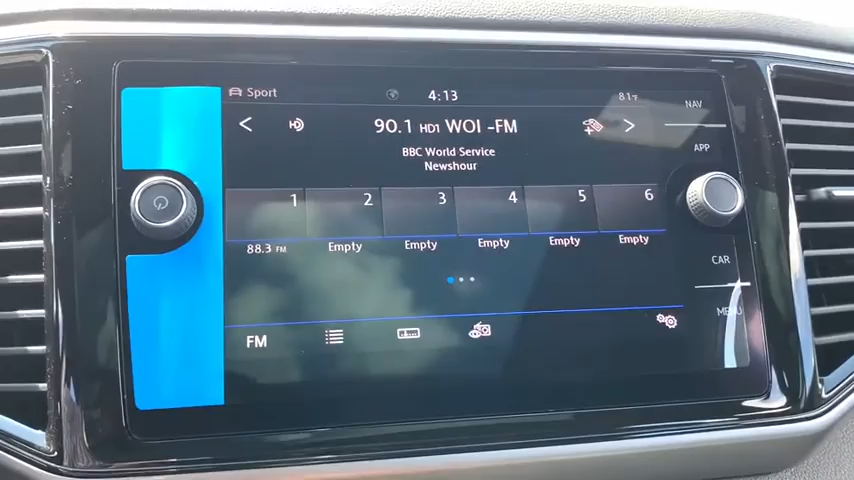 Sport
4:13
81°F
NAV
90.1 HD1 WOI -FM
APP
BBC World Service
Newshour
1 2 3 4 5 6
88.3 FM Empty Empty Empty Empty Empty
CAR
MENU
FM